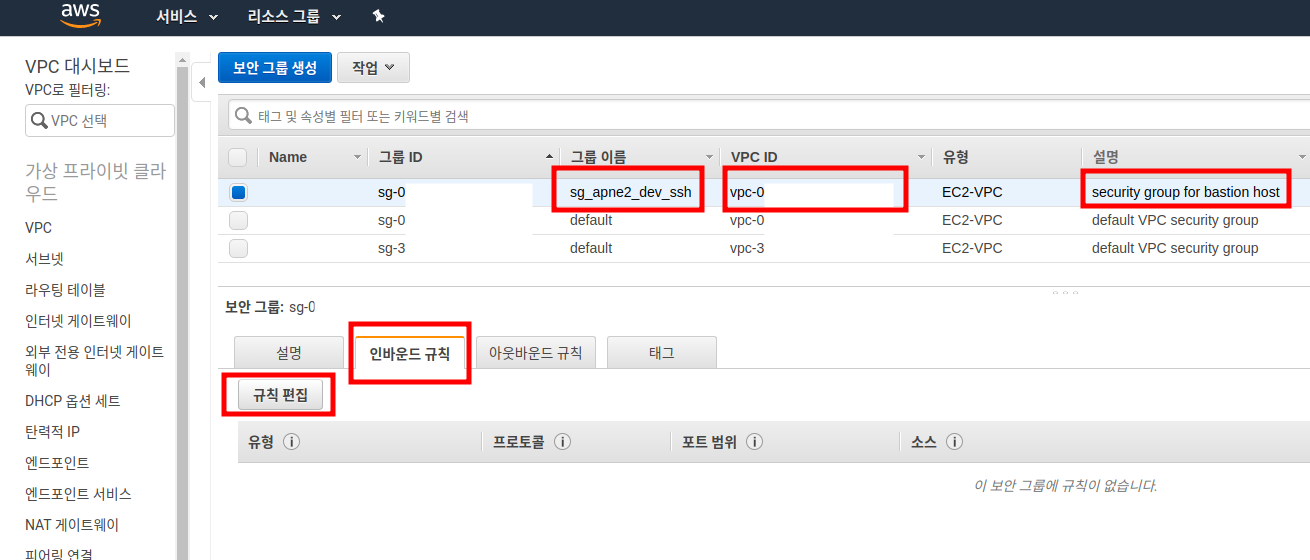 aws 서비스 리소스 그룹
VPC 대시보드
VPC로 필터링:
VPC 선택
가상 프라이빗 클라
우드
VPC
서브넷
라우팅 테이블
인터넷 게이트웨이
외부 전용 인터넷 게이트
웨이
DHCP 옵션 세트
탄력적 IP
엔드포인트
엔드포인트 서비스
NAT 게이트웨이
피어링 연결
보안 그룹 생성 작업
태그 및 속성별 필터 또는 키워드별 검색
Name 그룹 ID 그룹 이름 VPC ID 유형 설명
sg-0 sg_apne2_dev_ssh vpc-0 EC2-VPC security group for bastion host
sg-0 default vpc-0 EC2-VPC default VPC security group
sg-3 default vpc-3 EC2-VPC default VPC security group
보안 그룹: sg-0
설명 인바운드 규칙 아웃바운드 규칙 태그
규칙 편집
유형 프로토콜 포트 범위 소스
이 보안 그룹에 규칙이 없습니다.